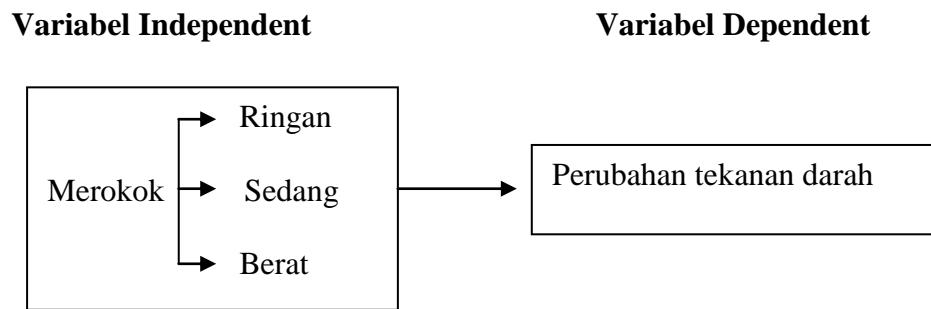 Variabel Independent
Variabel Dependent
Ringan
Merokok
Sedang
Berat
Perubahan tekanan darah